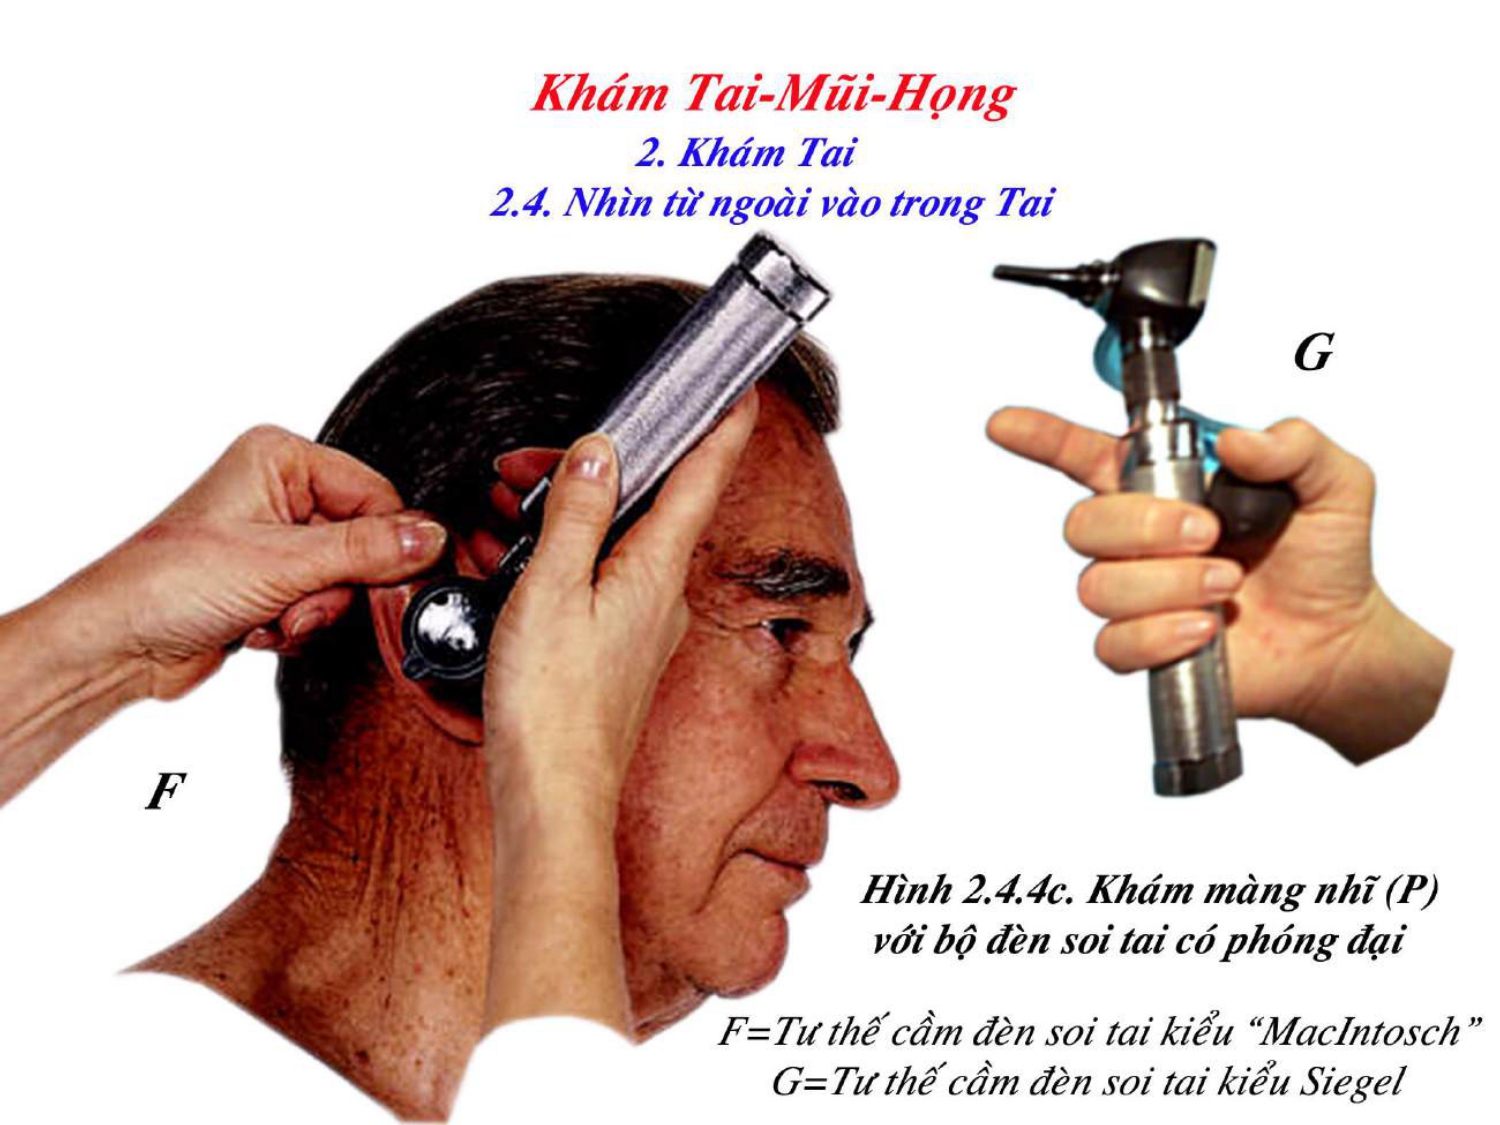 Khám Tai-Mũi-Họng
2. Khám Tai
2.4. Nhìn từ ngoài vào trong Tai
G
F
Hình 2.4.4c. Khám màng nhĩ (P)
với bộ đèn soi tai có phóng đại
F=Tư thế cầm đèn soi tai kiểu “MacIntosch”
G=Tư thế cầm đèn soi tai kiểu Siegel